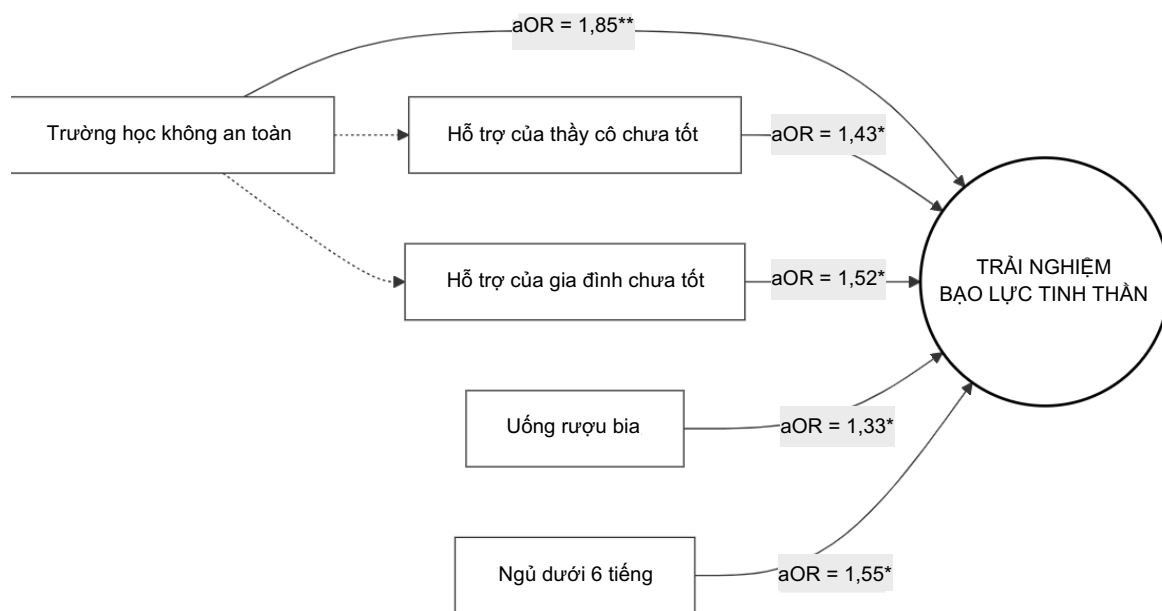 aOR = 1,85**
Trường học không an toàn
Hỗ trợ của thầy cô chưa tốt
aOR = 1,43*
Hỗ trợ của gia đình chưa tốt
aOR = 1,52*
TRẢI NGHIỆM
BẠO LỰC TINH THẦN
Uống rượu bia
aOR = 1,33*
Ngủ dưới 6 tiếng
aOR = 1,55*